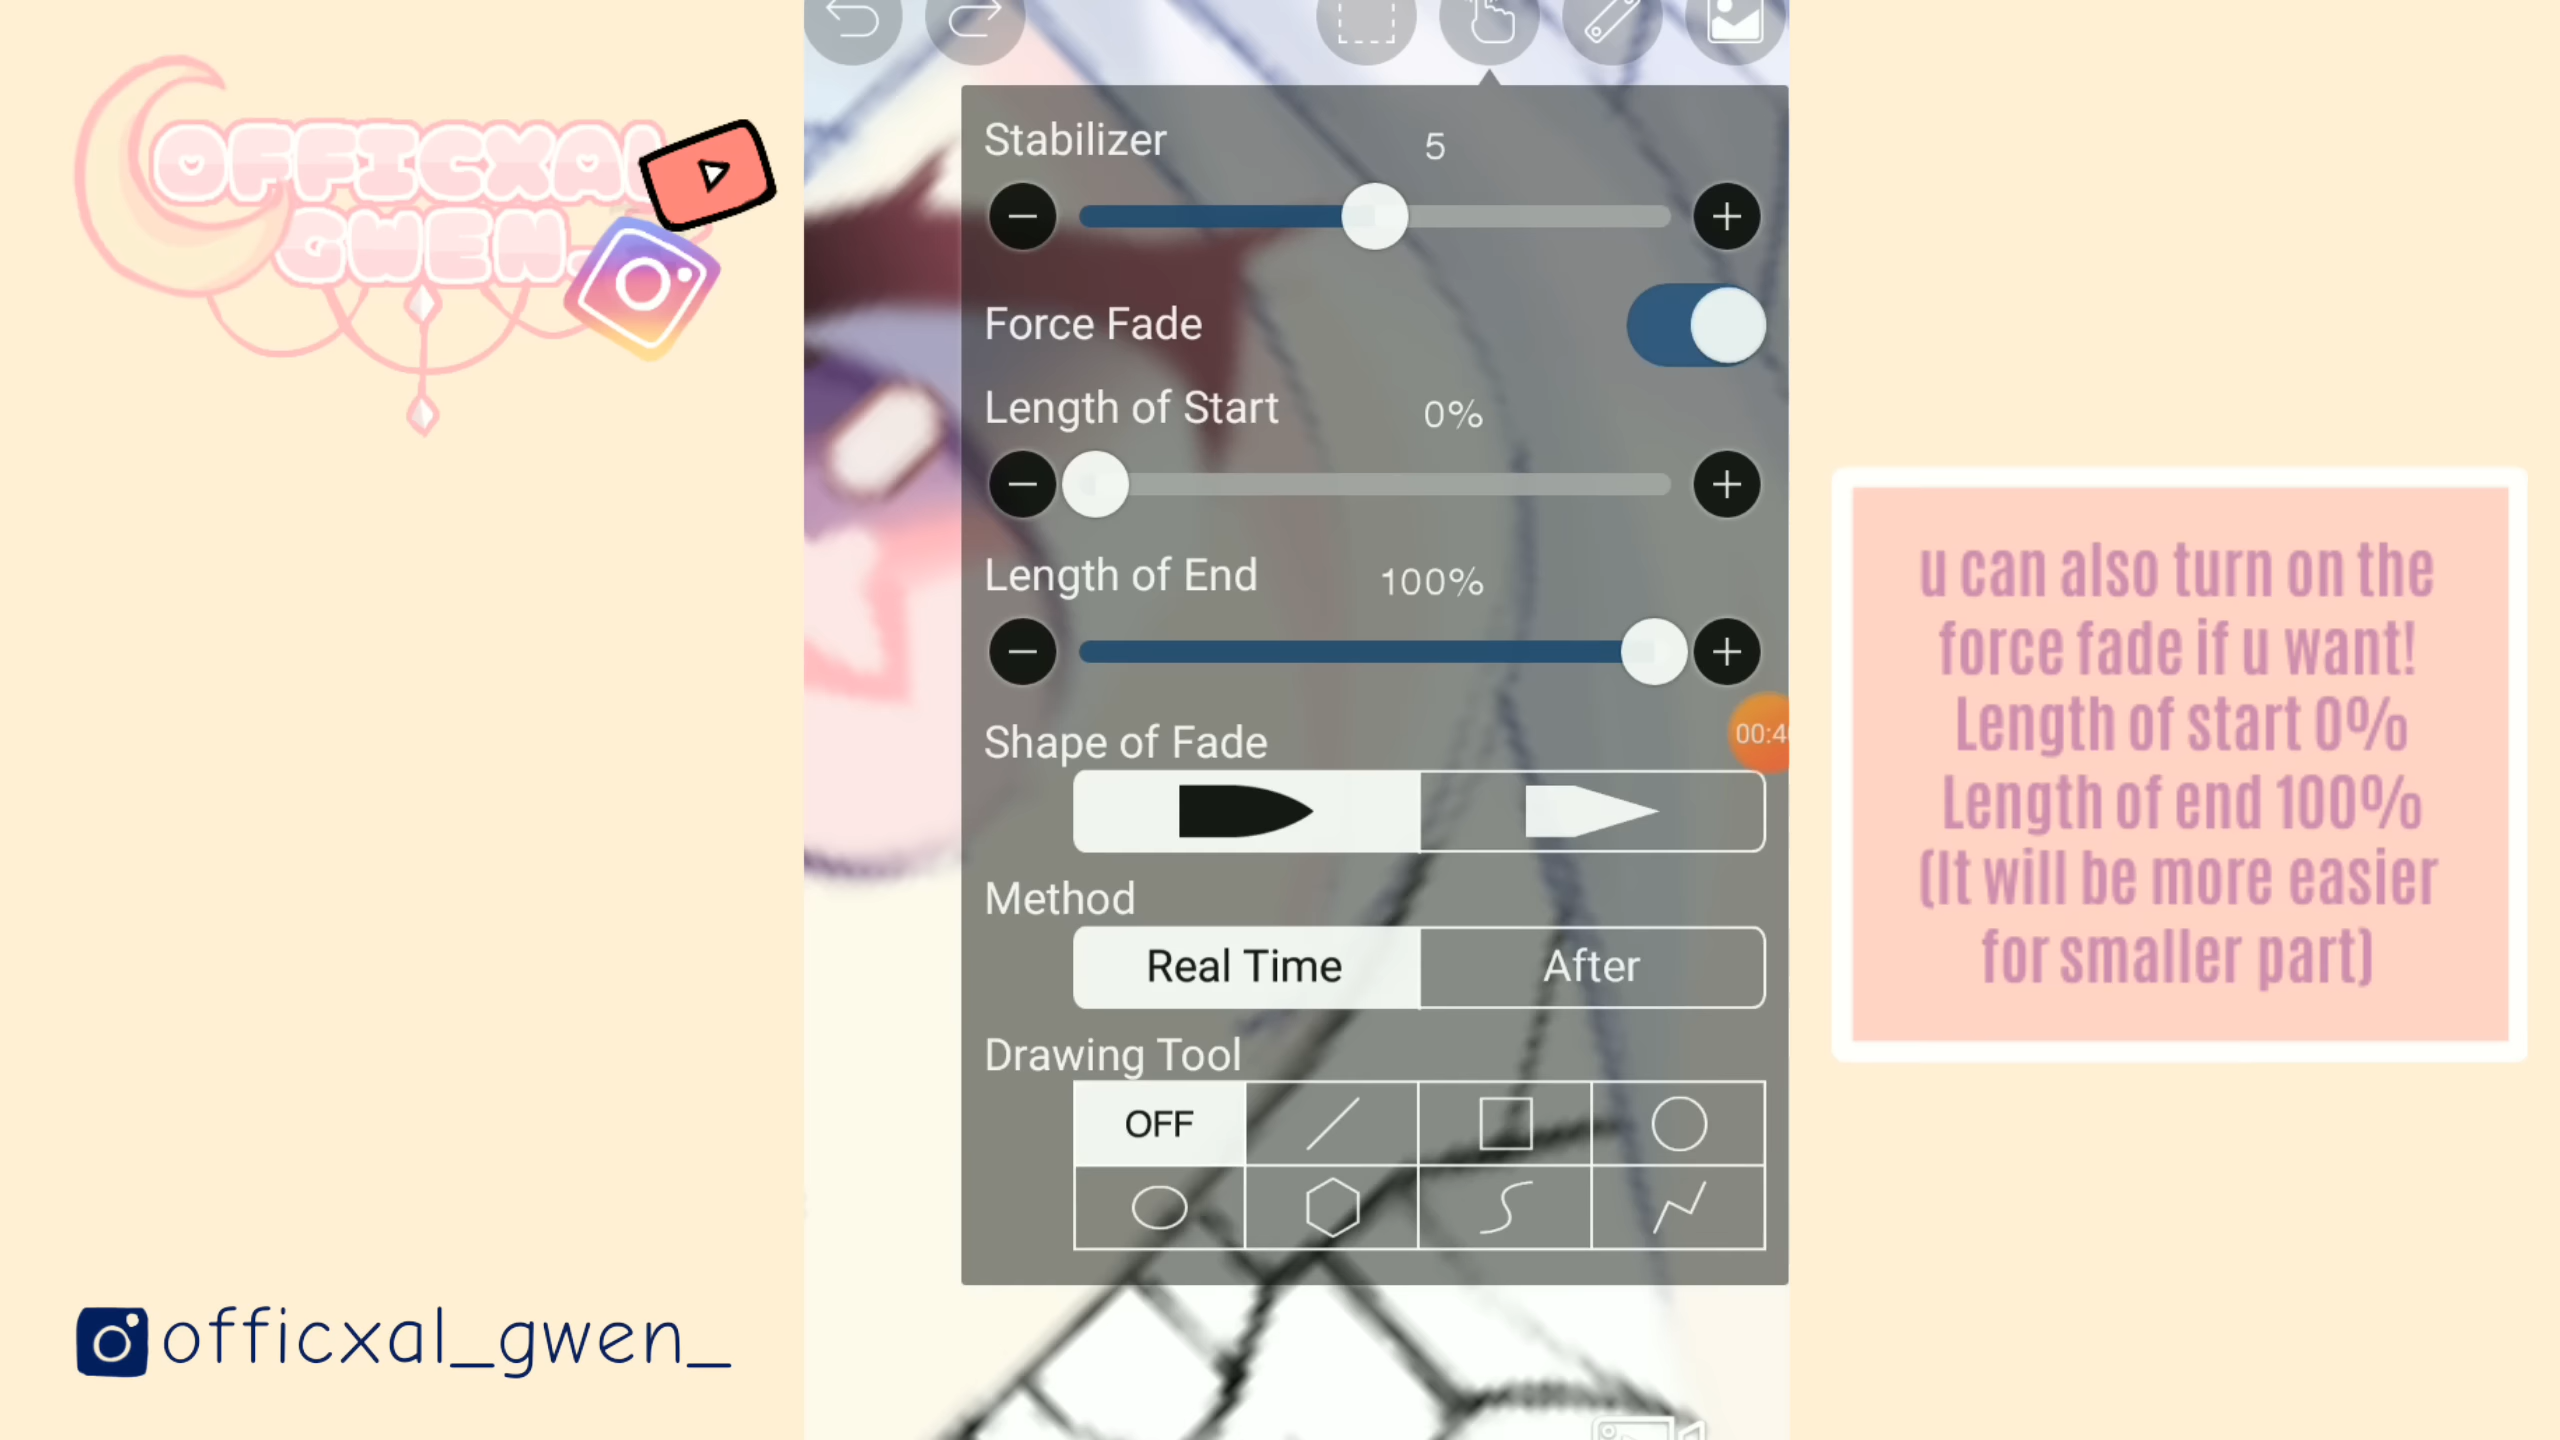 OFFICXAL
GWEN_
Stabilizer 5
Force Fade
Length of Start 0%
Length of End 100%
Shape of Fade
Method
Real Time After
Drawing Tool
OFF
u can also turn on the
force fade if u want!
Length of start 0%
Length of end 100%
(It will be more easier
for smaller part)
officxal_gwen_